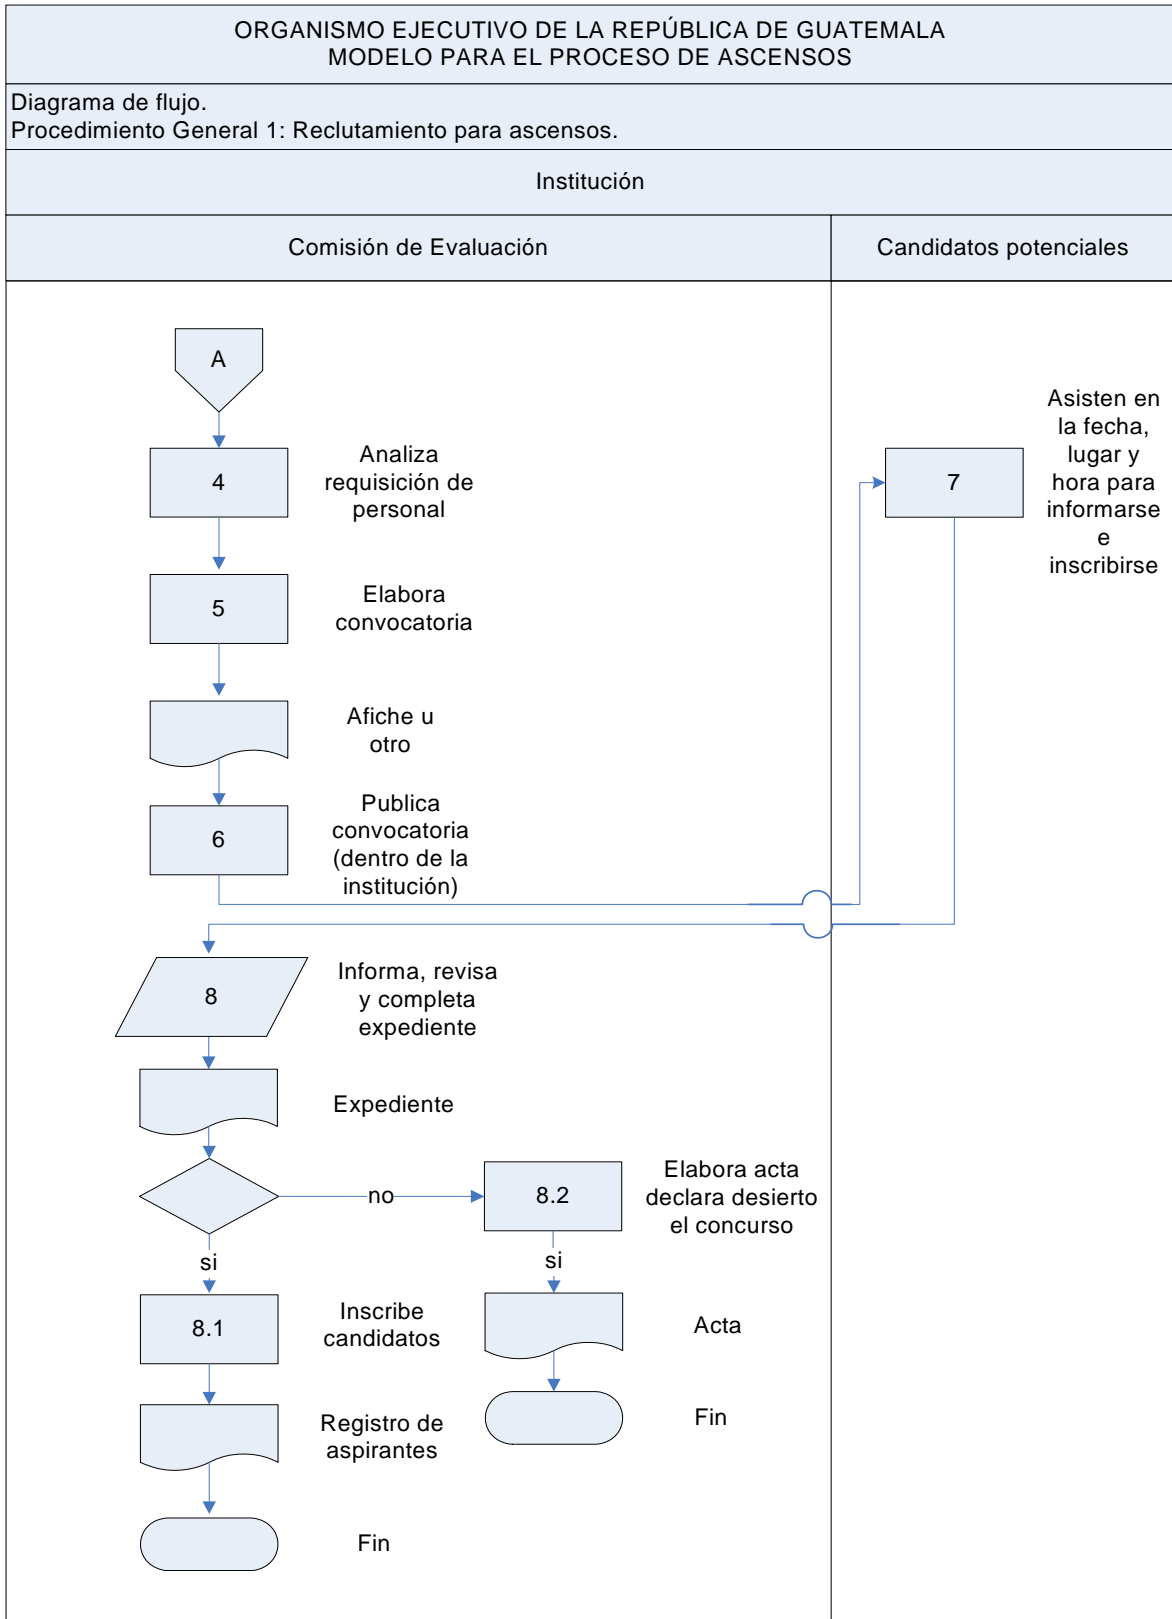 ORGANISMO EJECUTIVO DE LA REPÚBLICA DE GUATEMALA
MODELO PARA EL PROCESO DE ASCENSOS
Diagrama de flujo.
Procedimiento General 1: Reclutamiento para ascensos.
Institución
Comisión de Evaluación
Candidatos potenciales
A
4
Analiza
requisición de
personal
7
Asisten en
la fecha,
lugar y
hora para
informarse
e
inscribirse
5
Elabora
convocatoria
Afiche u
otro
6
Publica
convocatoria
(dentro de la
institución)
8
Informa, revisa
y completa
expediente
Expediente
no
8.2
Elabora acta
declara desierto
el concurso
si
si
8.1
Inscribe
candidatos
Acta
Registro de
aspirantes
Fin
Fin